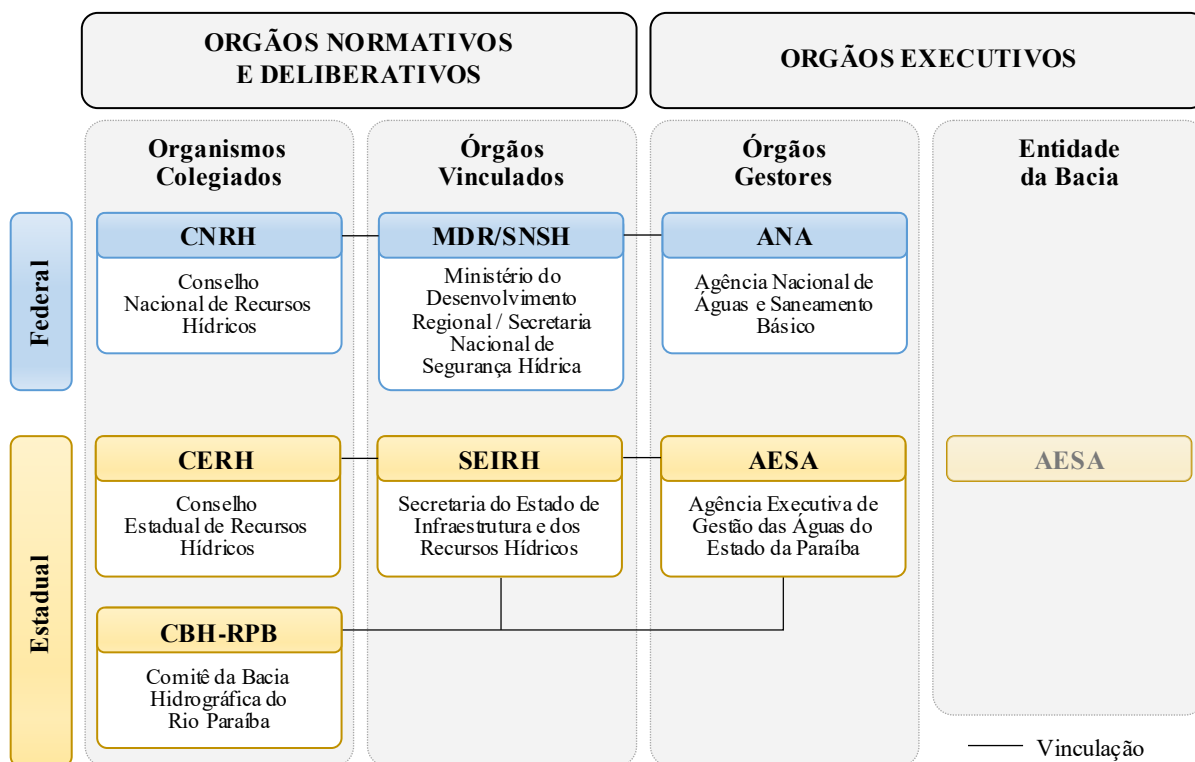 ORGÃOS NORMATIVOS
E DELIBERATIVOS
ORGÃOS EXECUTIVOS
Organismos
Colegiados
Órgãos
Vinculados
Órgãos
Gestores
Entidade
da Bacia
Federal
CNRH
Conselho
Nacional de Recursos
Hídricos
MDR/SNSH
Ministério do
Desenvolvimento
Regional / Secretaria
Nacional de
Segurança Hídrica
ANA
Agência Nacional de
Águas e Saneamento
Básico
Estadual
CERH
Conselho
Estadual de Recursos
Hídricos
SEIRH
Secretaria do Estado de
Infraestrutura e dos
Recursos Hídricos
AESA
Agência Executiva de
Gestão das Águas do
Estado da Paraíba
AESA
CBH-RPB
Comitê da Bacia
Hidrográfica do
Rio Paraíba
Vinculação